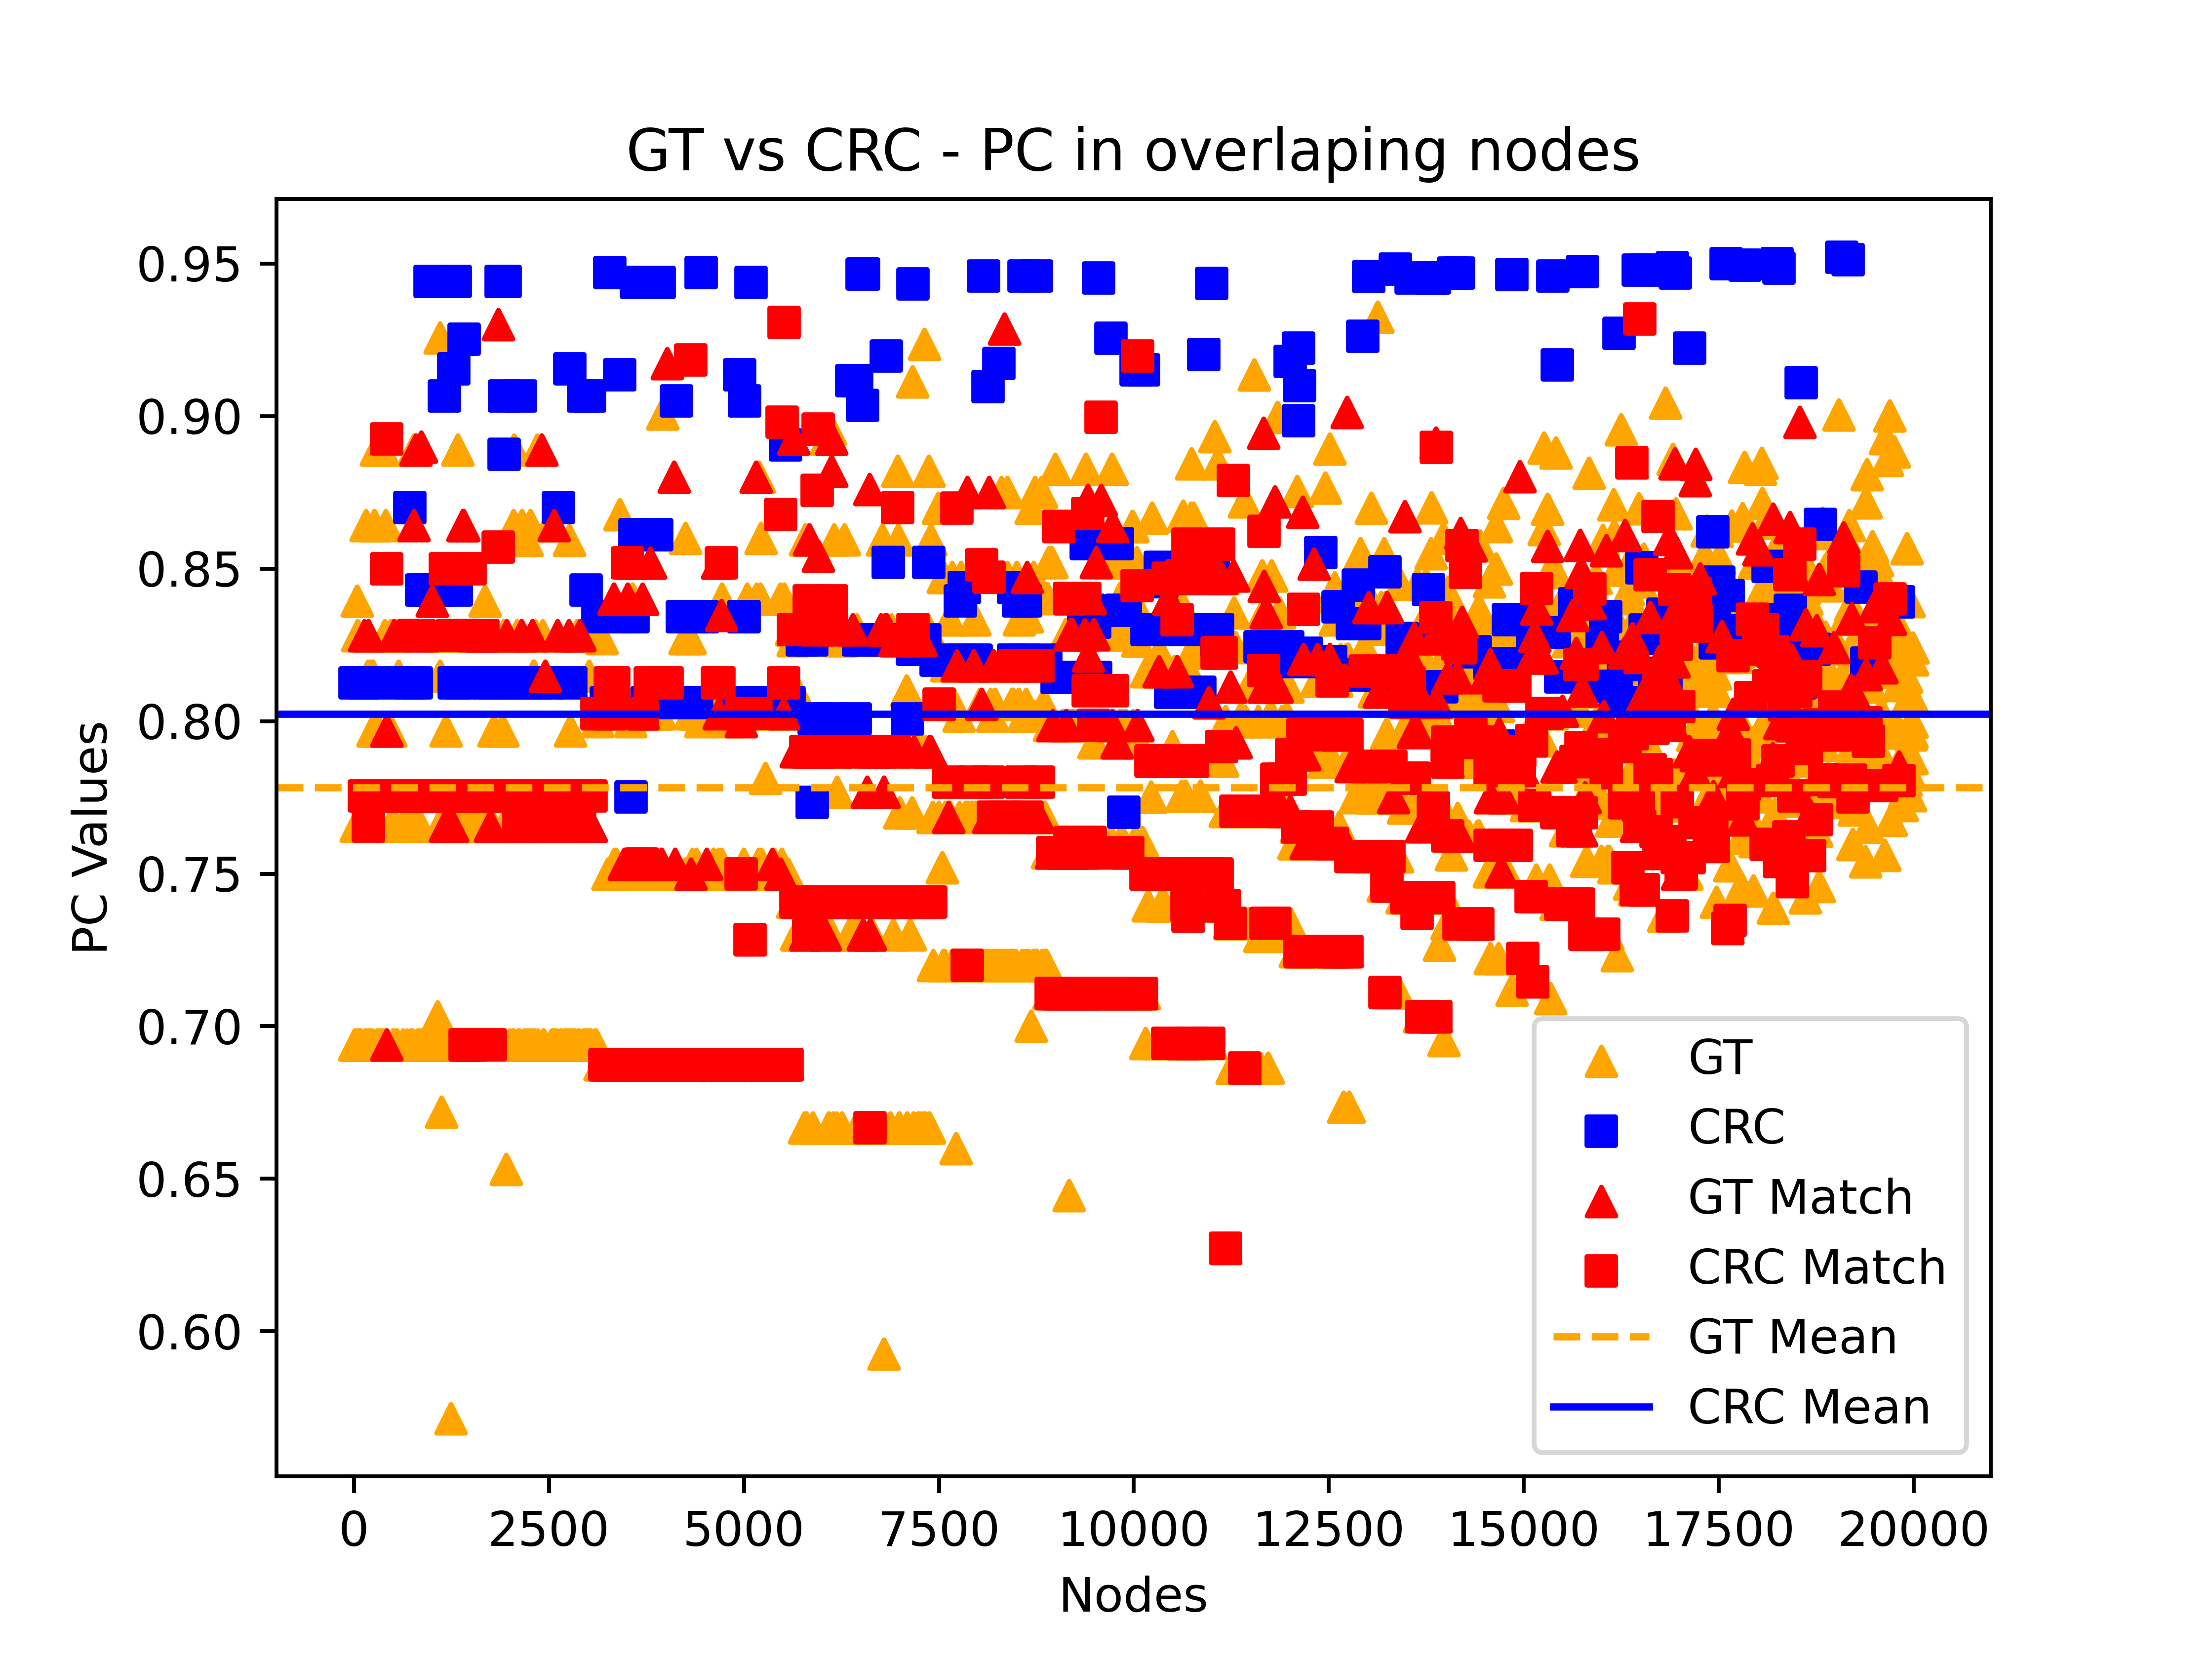 GT vs CRC - PC in overlaping nodes
0.95
0.90
0.85
0.80
0.75
0.70
0.65
0.60
PC Values
GT
CRC
GT Match
CRC Match
GT Mean
CRC Mean
0 2500 5000 7500 10000 12500 15000 17500 20000
Nodes